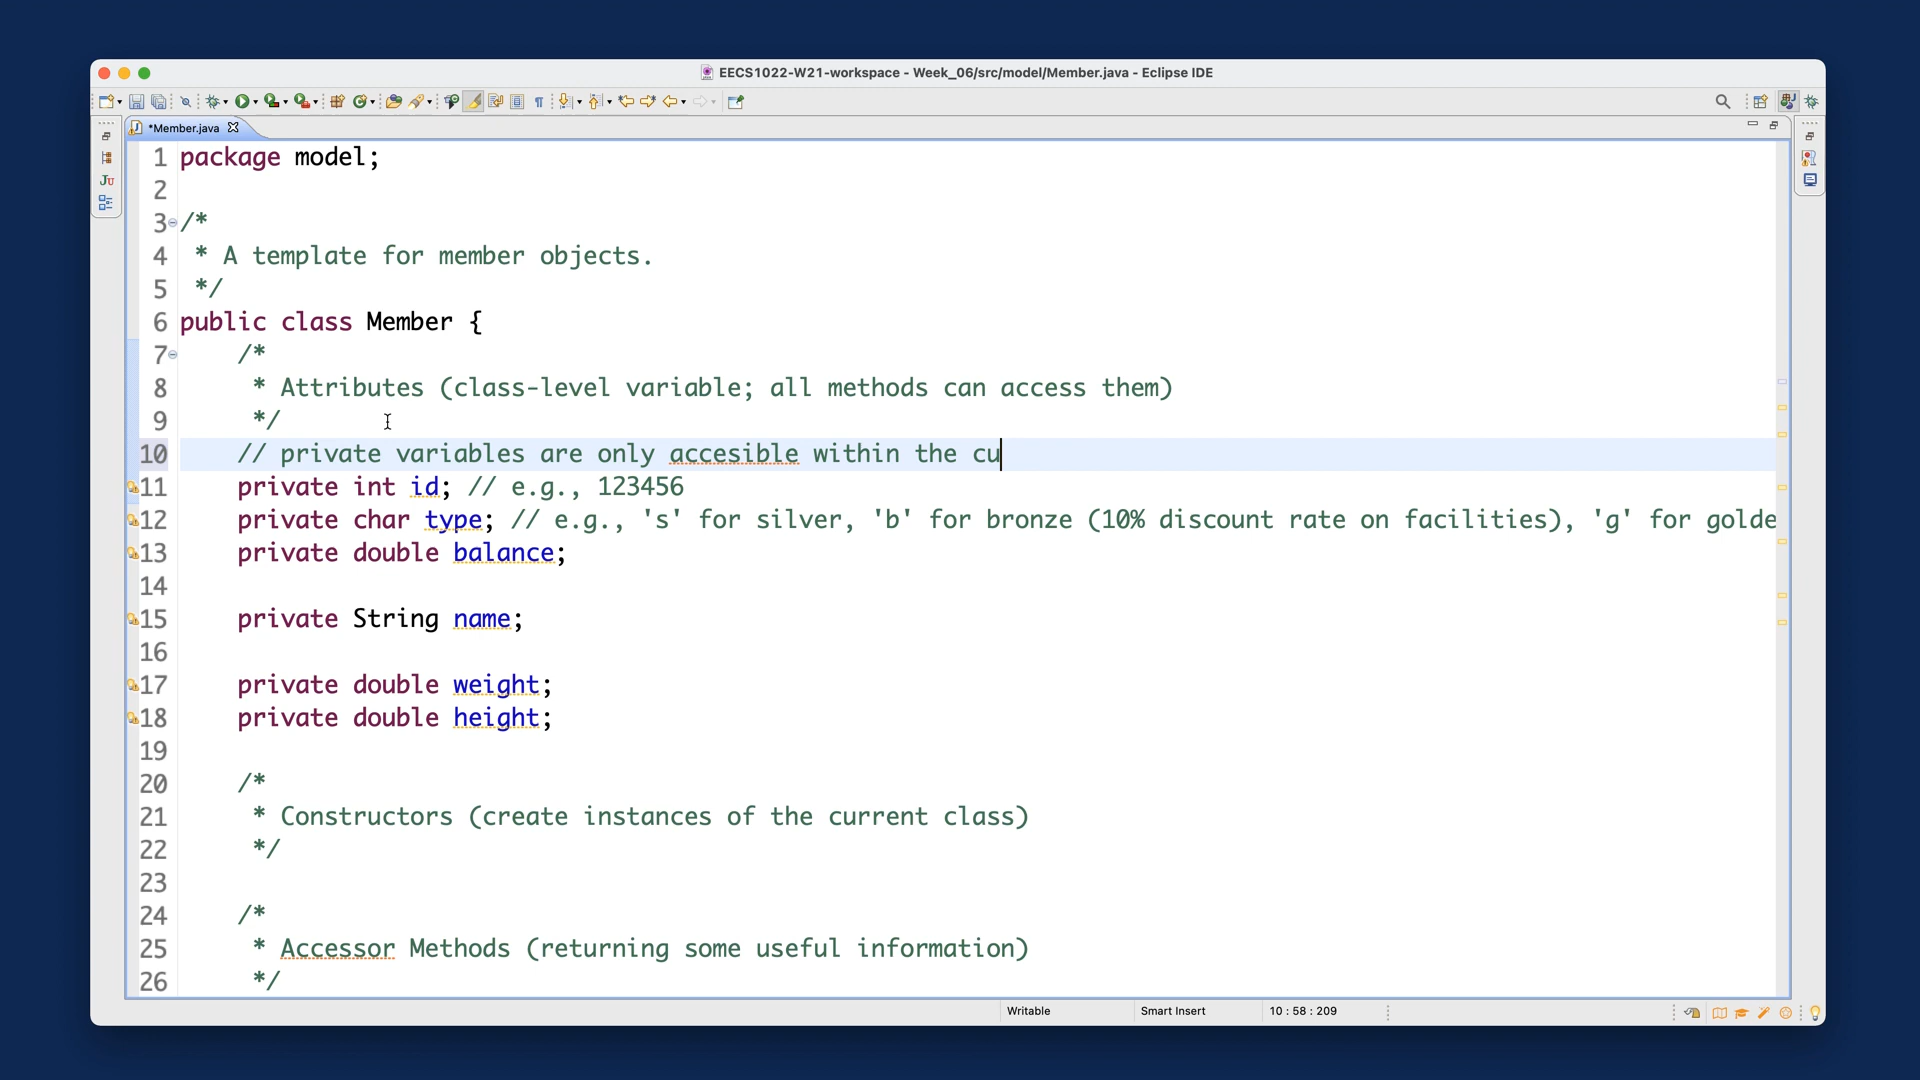 EECS1022-W21-workspace - Week_06/src/model/Member.java - Eclipse IDE
*Member.java
1 package model;
2
3 /*
4  * A template for member objects.
5  */
6 public class Member {
7     /*
8      * Attributes (class-level variable; all methods can access them)
9      */
10     // private variables are only accesible within the cu
11     private int id; // e.g., 123456
12     private char type; // e.g., 's' for silver, 'b' for bronze (10% discount rate on facilities), 'g' for golde
13     private double balance;
14
15     private String name;
16
17     private double weight;
18     private double height;
19
20     /*
21      * Constructors (create instances of the current class)
22      */
23
24     /*
25      * Accessor Methods (returning some useful information)
26      */
Writable
Smart Insert
10 : 58 : 209